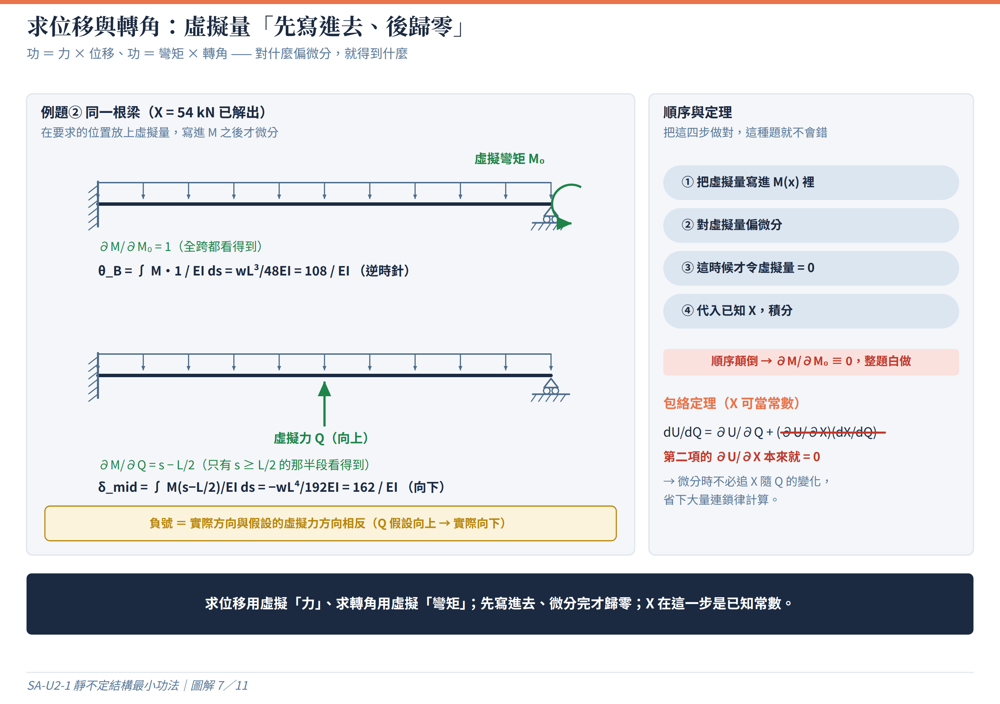 求位移與轉角：虛擬量「先寫進去、後歸零」
功 ＝ 力 × 位移、功 ＝ 彎矩 × 轉角 —— 對什麼偏微分，就得到什麼
例題② 同一根梁（X = 54 kN 已解出）
在要求的位置放上虛擬量，寫進 M 之後才微分
虛擬彎矩 M₀
∂M/∂M₀ = 1（全跨都看得到）
θ_B = ∫ M·1 / EI ds = wL³/48EI = 108 / EI （逆時針）
虛擬力 Q（向上）
∂M/∂Q = s − L/2（只有 s ≥ L/2 的那半段看得到）
δ_mid = ∫ M(s−L/2)/EI ds = −wL⁴/192EI = 162 / EI （向下）
負號 ＝ 實際方向與假設的虛擬力方向相反（Q 假設向上 → 實際向下）
順序與定理
把這四步做對，這種題就不會錯
① 把虛擬量寫進 M(x) 裡
② 對虛擬量偏微分
③ 這時候才令虛擬量 = 0
④ 代入已知 X，積分
順序顛倒 → ∂M/∂M₀ ≡ 0，整題白做
包絡定理（X 可當常數）
dU/dQ = ∂U/∂Q + (∂U/∂X)(dX/dQ)
第二項的 ∂U/∂X 本來就 = 0
→ 微分時不必追 X 隨 Q 的變化，
省下大量連鎖律計算。
求位移用虛擬「力」、求轉角用虛擬「彎矩」；先寫進去、微分完才歸零；X 在這一步是已知常數。
SA-U2-1 靜不定結構最小功法｜圖解 7／11